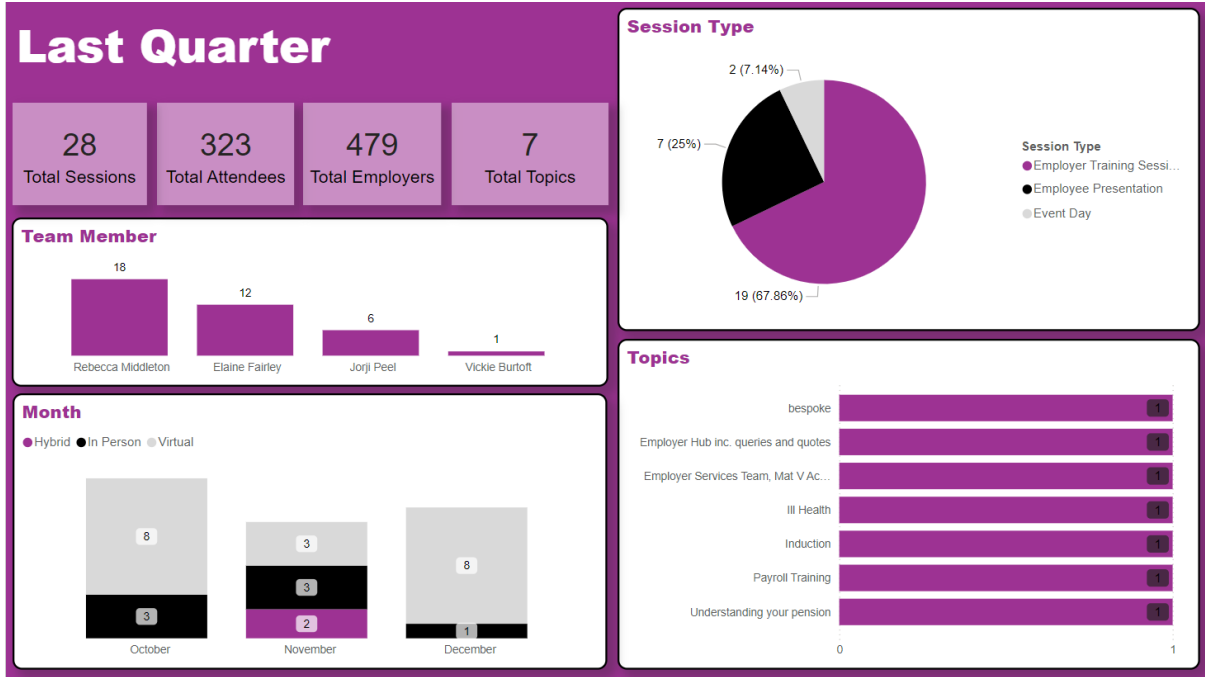 Last Quarter
28
Total Sessions
323
Total Attendees
479
Total Employers
7
Total Topics
Team Member
18
12
6
1
Rebecca Middleton
Elaine Fairley
Jorji Peel
Vickie Burtoft
Month
Hybrid In Person Virtual
8
3
3
3
2
8
1
October
November
December
Session Type
2 (7.14%)
7 (25%)
19 (67.86%)
Session Type
Employer Training Sessi...
Employee Presentation
Event Day
Topics
bespoke
1
Employer Hub inc. queries and quotes
1
Employer Services Team, Mat V Ac...
1
Ill Health
1
Induction
1
Payroll Training
1
Understanding your pension
1
0
1